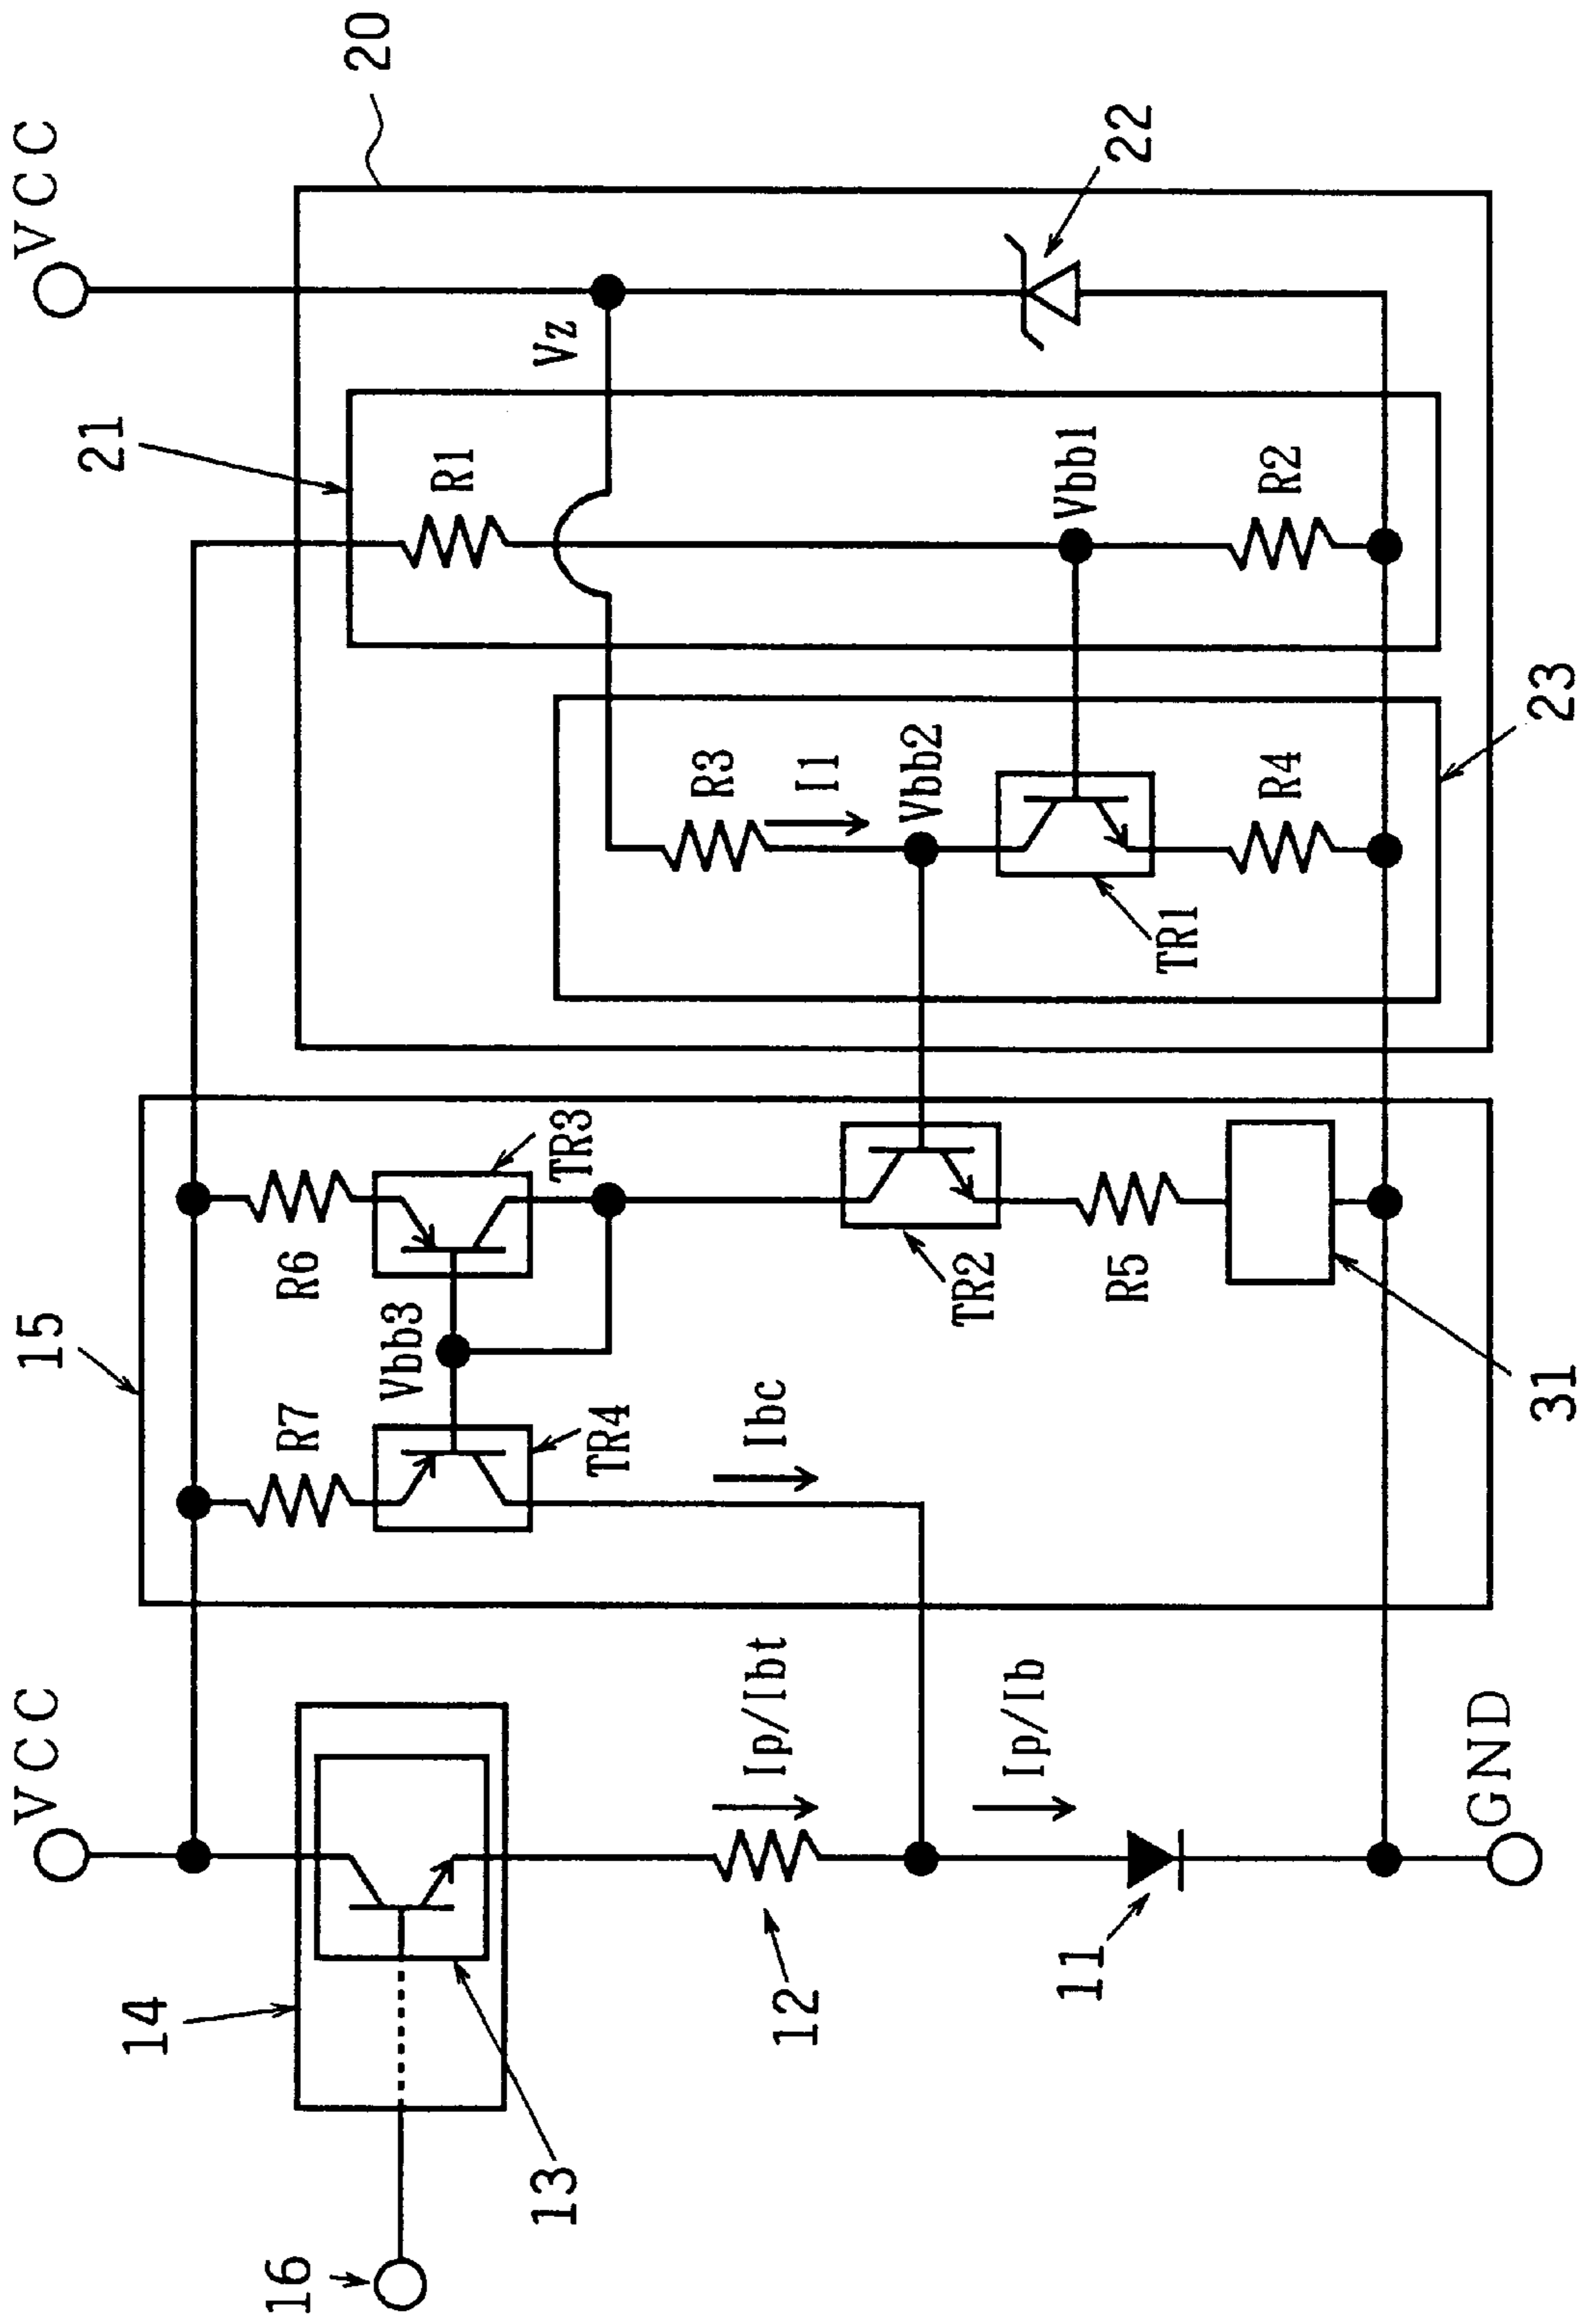 VCC
15
VCC
21
14
16
R7
R6
20
Vbb3
R1
13
Vz
TR3
TR4
R3
Ip/Ibt
Ibc
12
I1
Vbb2
TR2
Ip/Ib
Vbb1
11
R5
22
TR1
R4
R2
GND
31
23